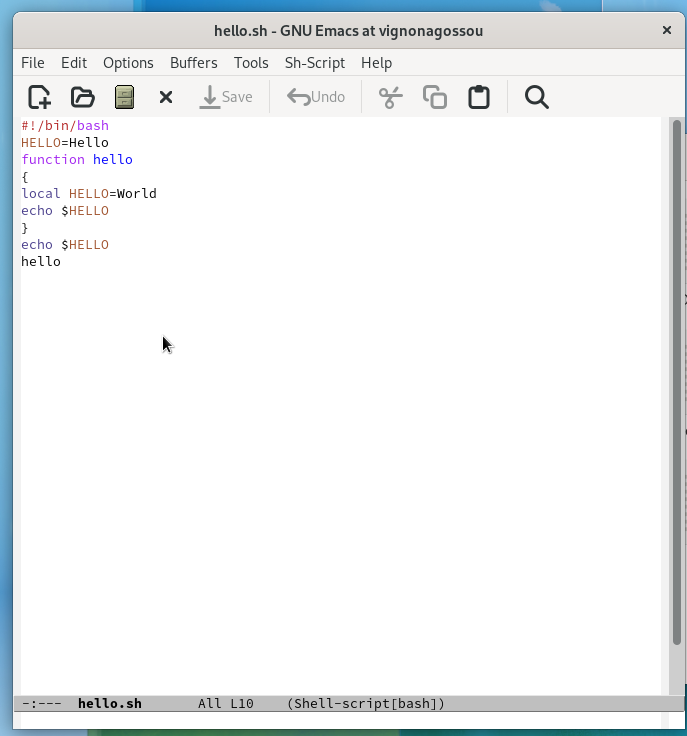 hello.sh - GNU Emacs at vignonagossou
File Edit Options Buffers Tools Sh-Script Help
Save Undo
#!/bin/bash
HELLO=Hello
function hello
{
local HELLO=World
echo $HELLO
}
echo $HELLO
hello
-:--- hello.sh All L10 (Shell-script[bash])